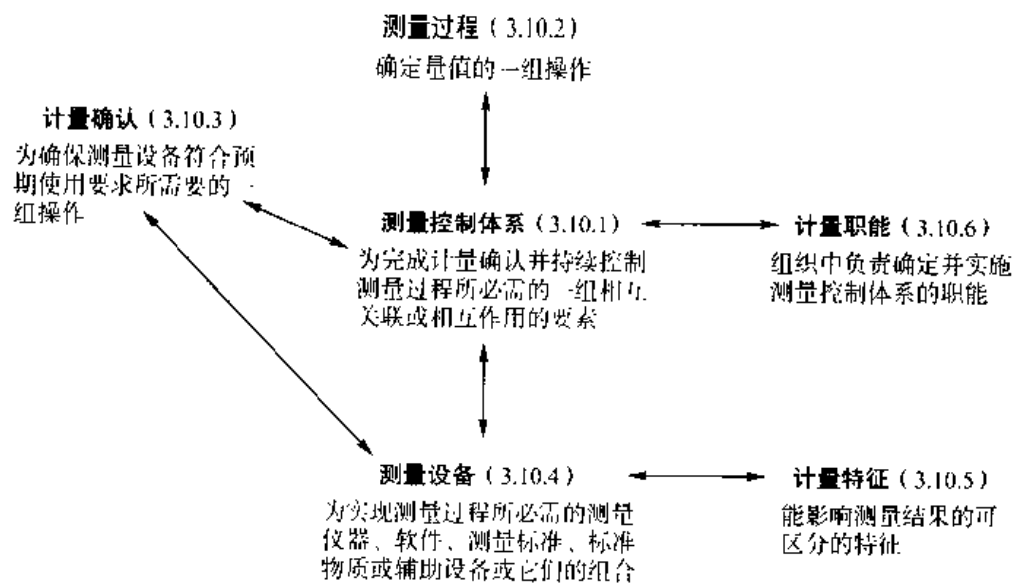 测量过程（3.10.2）
确定量值的一组操作
计量确认（3.10.3）
为确保测量设备符合预
期使用要求所需要的一
组操作
测量控制体系(3.10.1)
为完成计量确认并持续控制
测量过程所必需的一组相互
关联或相互作用的要素
计量职能（3.10.6）
组织中负责确定并实施
测量控制体系的职能
测量设备（3.10.4）
为实现测量过程所必需的测量
仪器、软件、测量标准、标准
物质或辅助设备或它们的组合
计量特征（3.10.5）
能影响测量结果的可
区分的特征